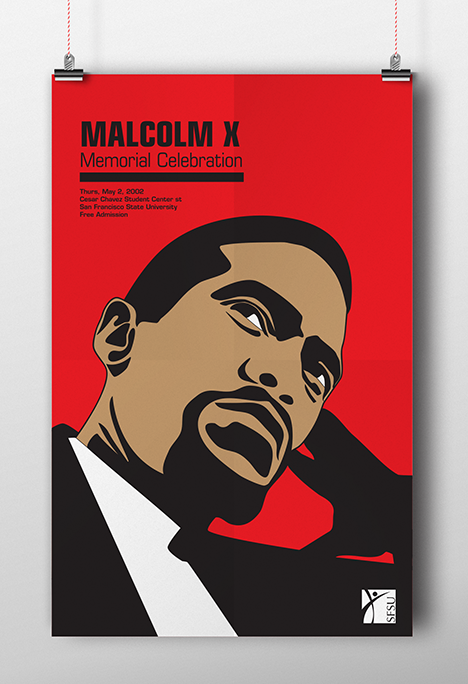 MALCOLM X
Memorial Celebration
Thurs, May 2, 2002
Cesar Chavez Student Center at
San Francisco State University
Free Admission
SFSU